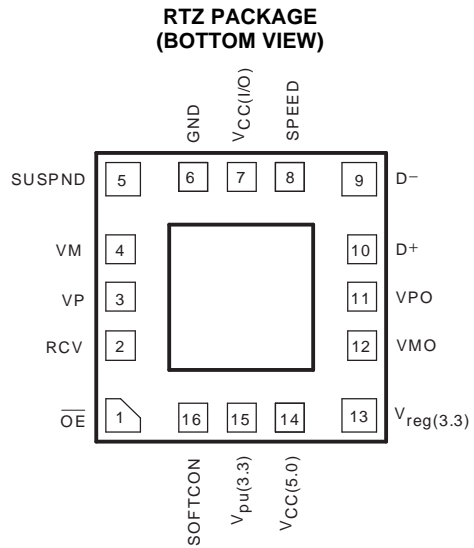 RTZ PACKAGE
(BOTTOM VIEW)
GND
VCC(I/O)
SPEED
SUSPND 5 6 7 8 9 D−
VM 4 10 D+
VP 3 11 VPO
RCV 2 12 VMO
OE 1 16 15 14 13 Vreg(3.3)
SOFTCON
Vpu(3.3)
VCC(5.0)